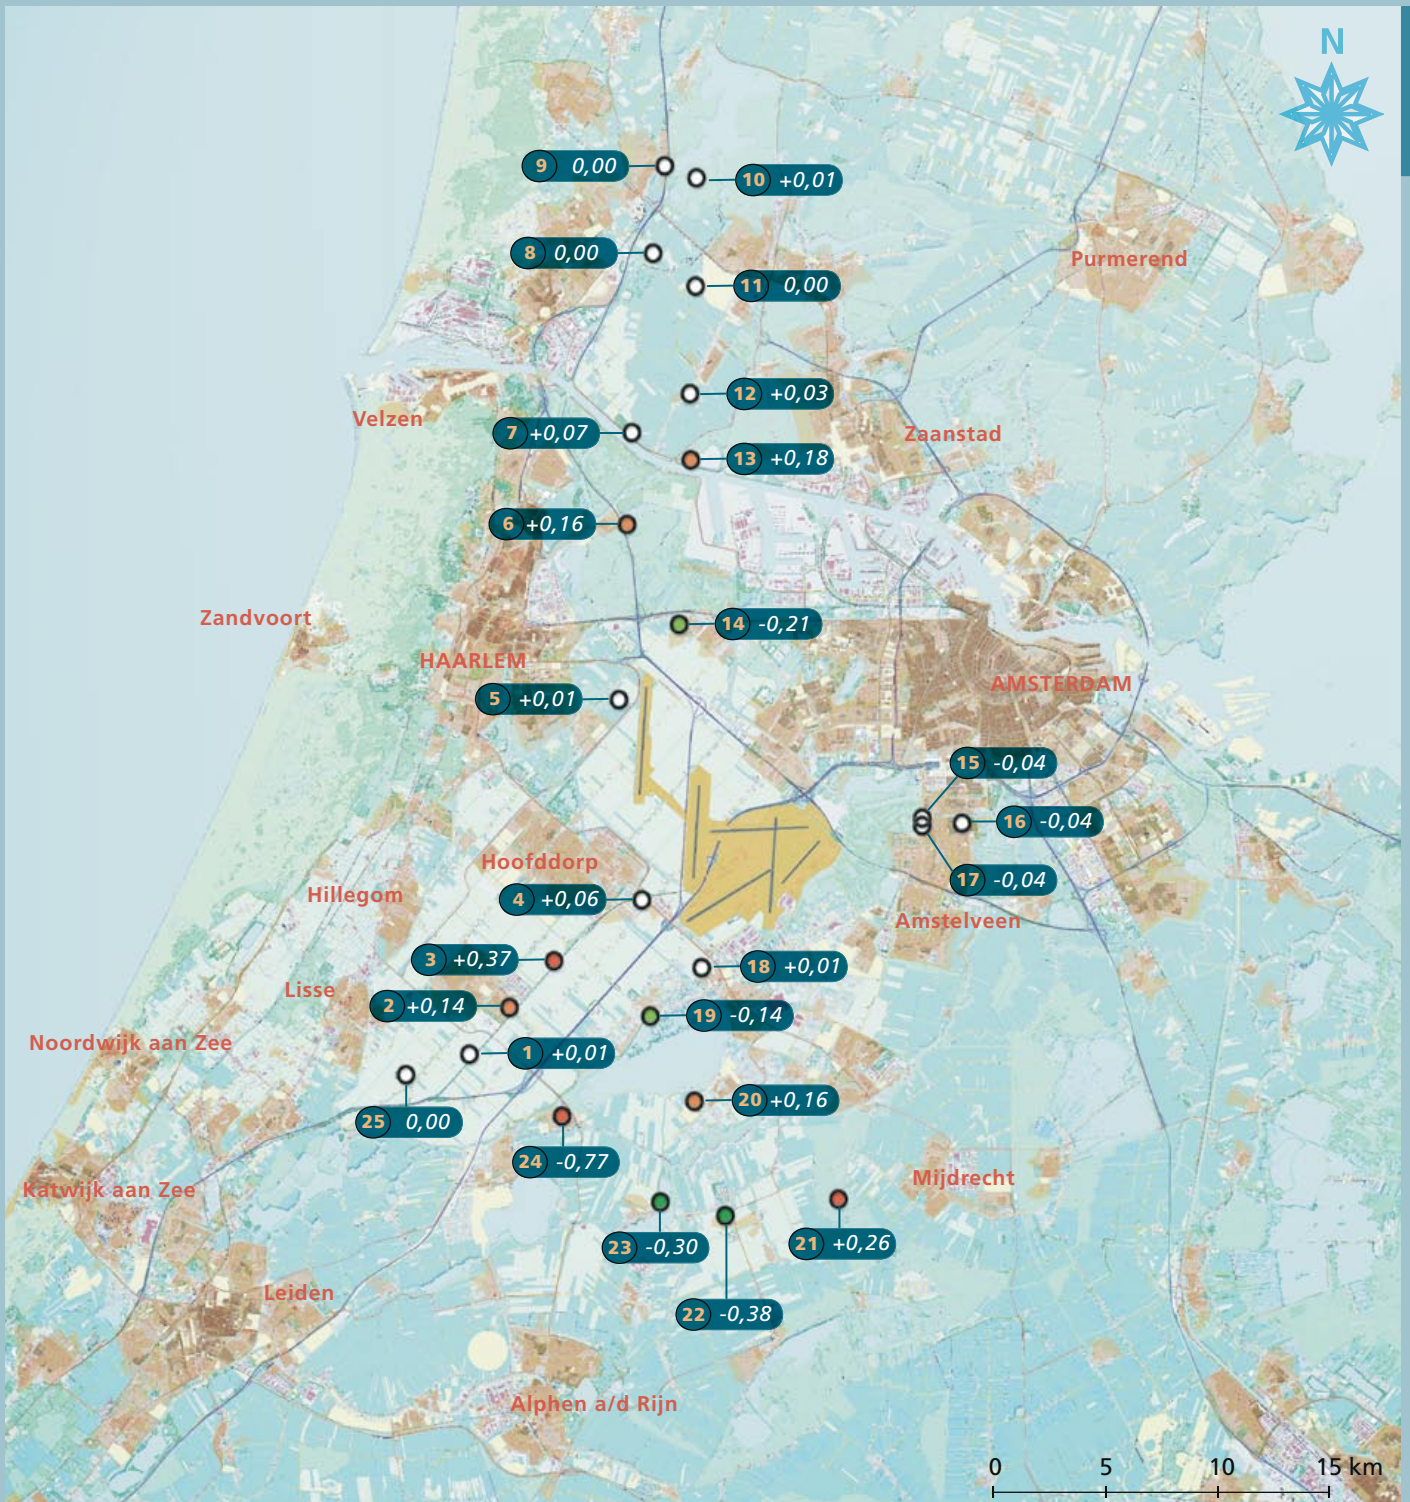 N
9 0,00
10 +0,01
8 0,00
Purmerend
11 0,00
12 +0,03
Velzen
7 +0,07
Zaanstad
13 +0,18
6 +0,16
Zandvoort
14 -0,21
HAARLEM
AMSTERDAM
5 +0,01
15 -0,04
16 -0,04
Hoofddorp
17 -0,04
Hillegom
4 +0,06
Amstelveen
3 +0,37
18 +0,01
Lisse
2 +0,14
19 -0,14
Noordwijk aan Zee
1 +0,01
20 +0,16
25 0,00
24 -0,77
Mijdrecht
Katwijk aan Zee
23 -0,30
21 +0,26
Leiden
22 -0,38
Alphen a/d Rijn
0 5 10 15 km